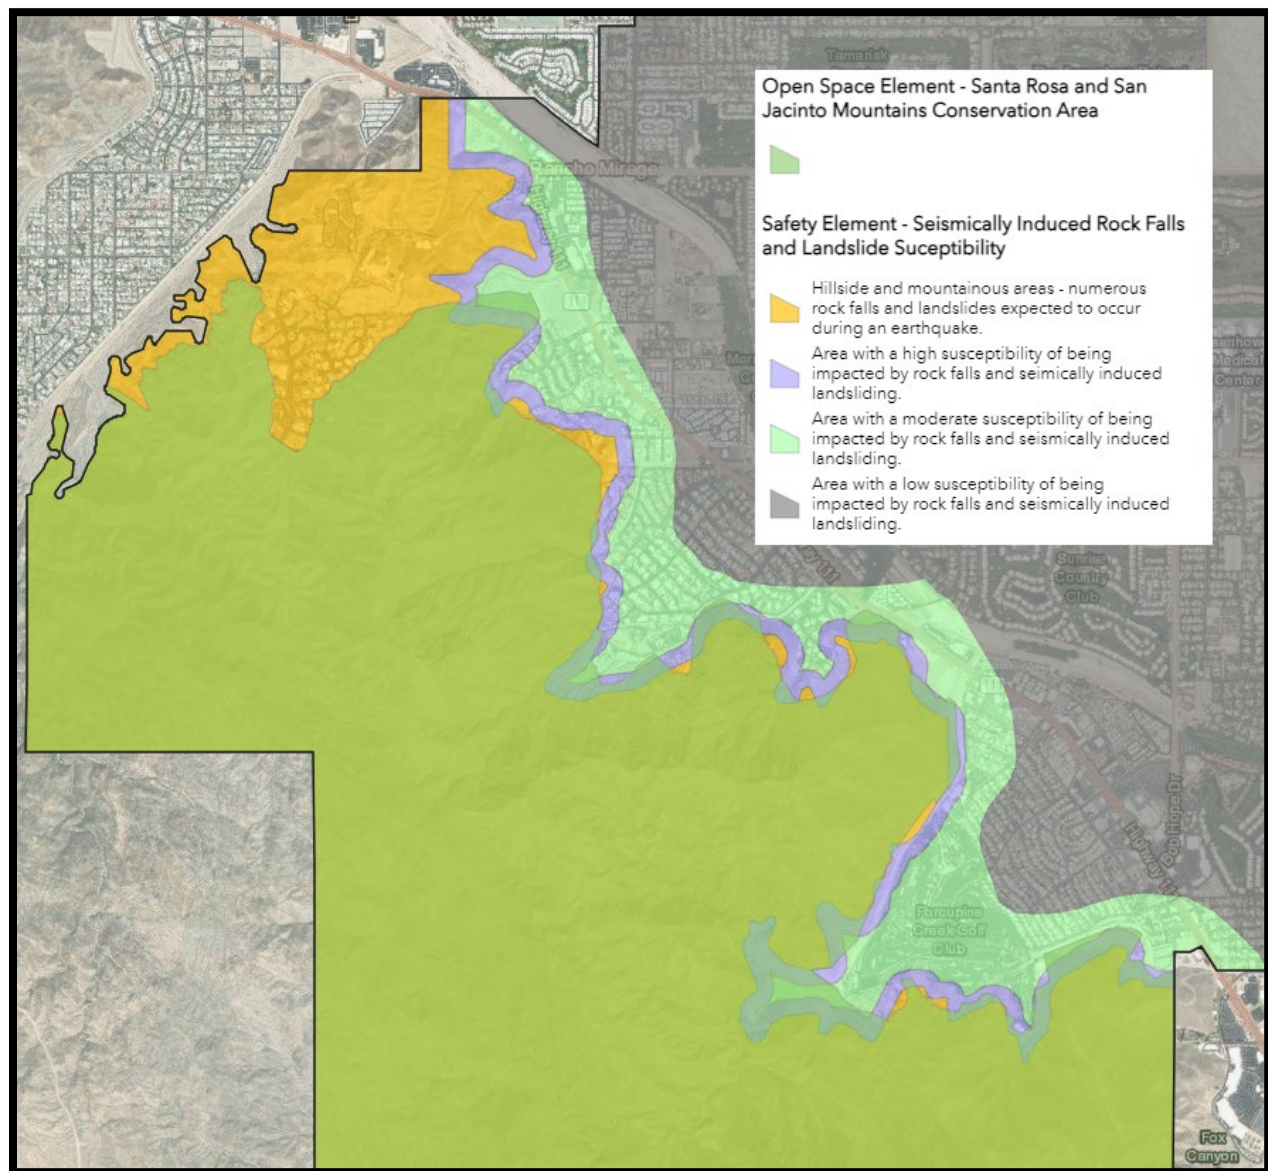 Tamarisk
Open Space Element - Santa Rosa and San
Jacinto Mountains Conservation Area
Rancho Mirage
Safety Element - Seismically Induced Rock Falls
and Landslide Suceptibility
Hillside and mountainous areas - numerous
rock falls and landslides expected to occur
during an earthquake.
Area with a high susceptibility of being
impacted by rock falls and seimically induced
landsliding.
Area with a moderate susceptibility of being
impacted by rock falls and seismically induced
landsliding.
Area with a low susceptibility of being
impacted by rock falls and seismically induced
landsliding.
Highway 111
Medical
Center
Sunrise
Country
Club
Bob Hope Dr
Highway 111
Porcupine
Creek Golf
Club
Fox
Canyon